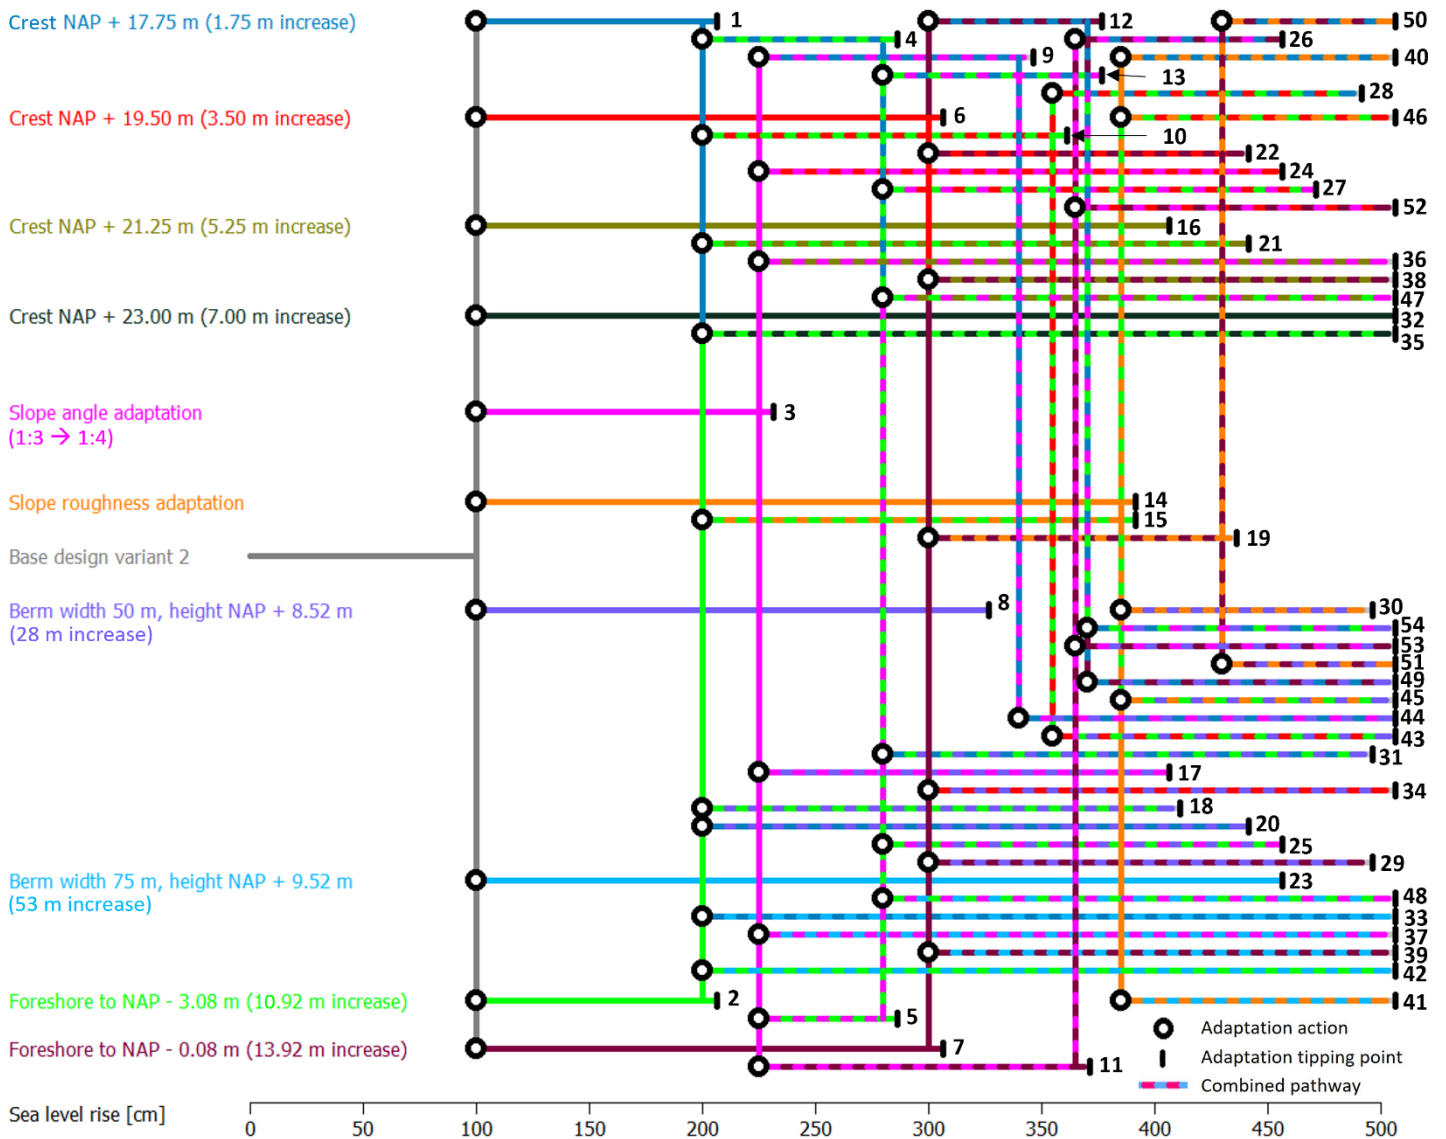 Crest NAP + 17.75 m (1.75 m increase)
1
12
50
4
26
9
40
13
28
Crest NAP + 19.50 m (3.50 m increase)
6
46
10
22
24
27
52
Crest NAP + 21.25 m (5.25 m increase)
16
21
36
38
47
Crest NAP + 23.00 m (7.00 m increase)
32
35
Slope angle adaptation
(1:3 → 1:4)
3
Slope roughness adaptation
14
15
19
Base design variant 2
Berm width 50 m, height NAP + 8.52 m
(28 m increase)
8
30
54
53
51
49
45
44
43
31
17
34
18
20
25
29
Berm width 75 m, height NAP + 9.52 m
(53 m increase)
23
48
33
37
39
42
Foreshore to NAP - 3.08 m (10.92 m increase)
2
41
5
Foreshore to NAP - 0.08 m (13.92 m increase)
7
11
Adaptation action
Adaptation tipping point
Combined pathway
Sea level rise [cm]
0 50 100 150 200 250 300 350 400 450 500